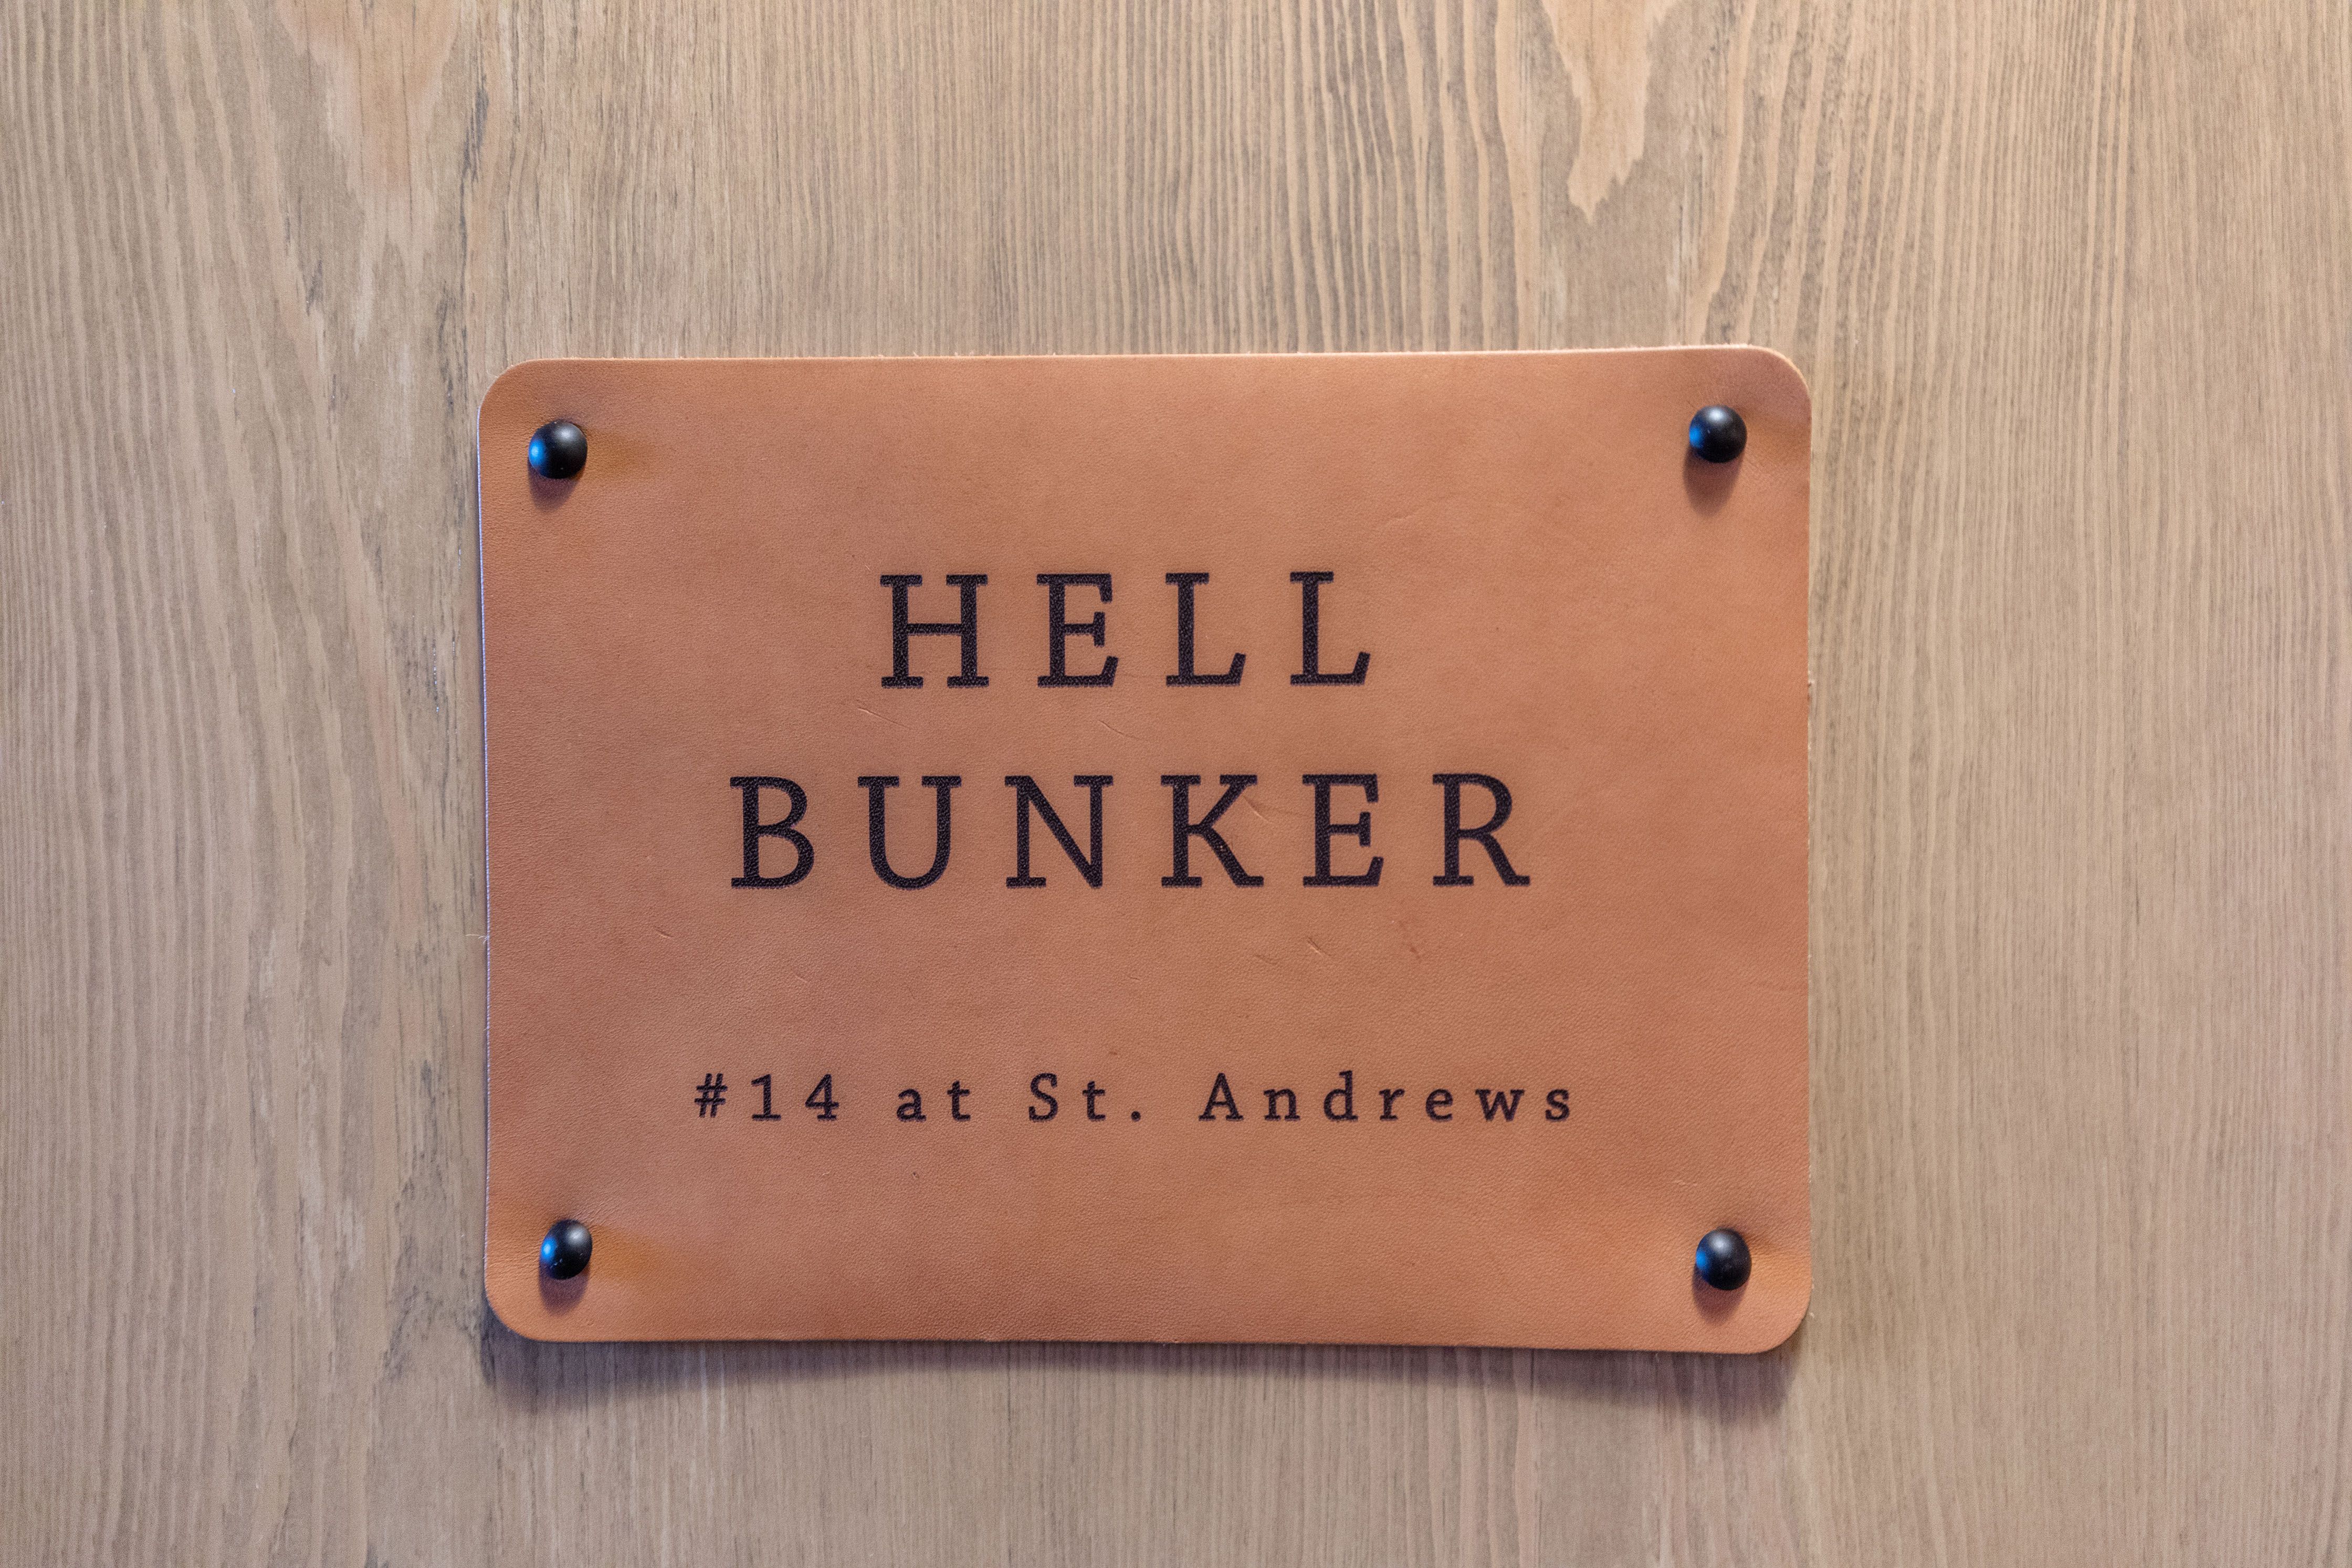 HELL
BUNKER
#14 at St. Andrews